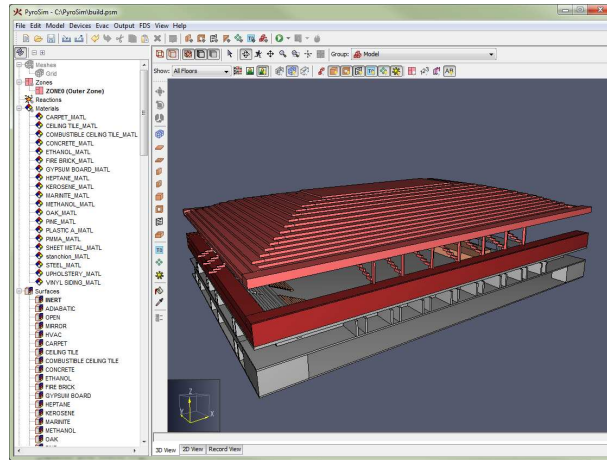 PyroSim - C:\PyroSim\build.psm
File Edit Model Devices Evac Output FDS View Help
Group: Model
Show: All Floors
Meshes
Grid
Zones
ZONE0 (Outer Zone)
Reactions
Materials
CARPET_MATL
CEILING TILE_MATL
COMBUSTIBLE CEILING TILE_MATL
CONCRETE_MATL
ETHANOL_MATL
FIRE BRICK_MATL
GYPSUM BOARD_MATL
HEPTANE_MATL
KEROSENE_MATL
MARINITE_MATL
METHANOL_MATL
OAK_MATL
PINE_MATL
PLASTIC A_MATL
PMMA_MATL
SHEET METAL_MATL
stanchion_MATL
STEEL_MATL
UPHOLSTERY_MATL
VINYL SIDING_MATL
Surfaces
INERT
ADIABATIC
OPEN
MIRROR
HVAC
CARPET
CEILING TILE
COMBUSTIBLE CEILING TILE
CONCRETE
ETHANOL
FIRE BRICK
GYPSUM BOARD
HEPTANE
KEROSENE
MARINITE
METHANOL
OAK
Z
Y
X
3D View 2D View Record View